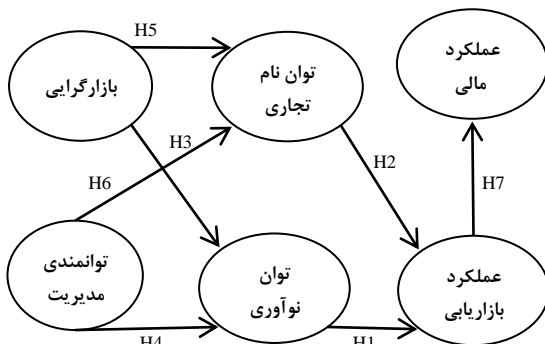 H5
عملکرد
مالی
توان نام
تجاری
بازارگرایی
H3
H2
H6
H7
توانمندی
مدیریت
توان
نوآوری
عملکرد
بازاریابی
H4
H1